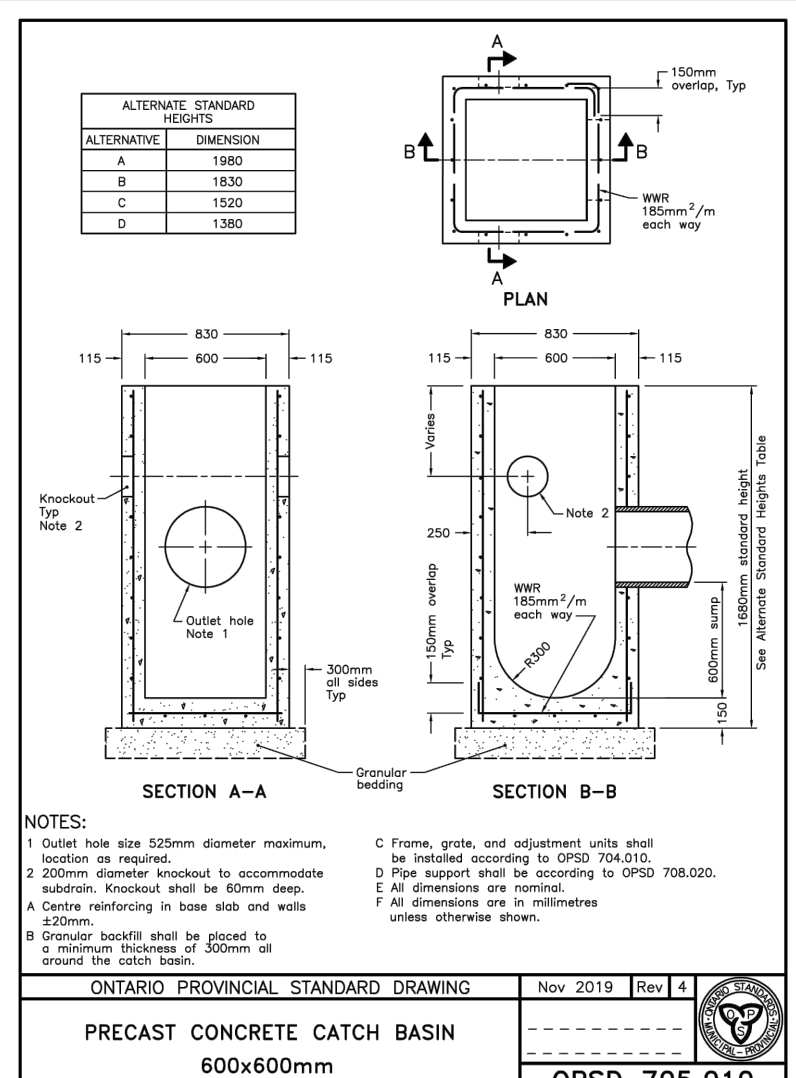 ALTERNATE STANDARD
HEIGHTS
ALTERNATIVE DIMENSION
A 1980
B 1830
C 1520
D 1380
A
150mm
overlap, Typ
B
B
WWR
185mm²/m
each way
A
PLAN
830
115
600
115
Knockout
Typ
Note 2
Outlet hole
Note 1
300mm
all sides
Typ
SECTION A–A
830
115
600
115
Varies
Note 2
250
WWR
185mm²/m
each way
150mm overlap
Typ
R300
600mm sump
150
1680mm standard height
See Alternate Standard Heights Table
Granular
bedding
SECTION B–B
NOTES:
1 Outlet hole size 525mm diameter maximum,
location as required.
2 200mm diameter knockout to accommodate
subdrain. Knockout shall be 60mm deep.
A Centre reinforcing in base slab and walls
±20mm.
B Granular backfill shall be placed to
a minimum thickness of 300mm all
around the catch basin.
C Frame, grate, and adjustment units shall
be installed according to OPSD 704.010.
D Pipe support shall be according to OPSD 708.020.
E All dimensions are nominal.
F All dimensions are in millimetres
unless otherwise shown.
ONTARIO PROVINCIAL STANDARD DRAWING
Nov 2019 Rev 4
PRECAST CONCRETE CATCH BASIN
600x600mm
ONTARIO STANDARDS
MUNICIPAL – PROVINCIAL
O P
S
OPSD 705.010